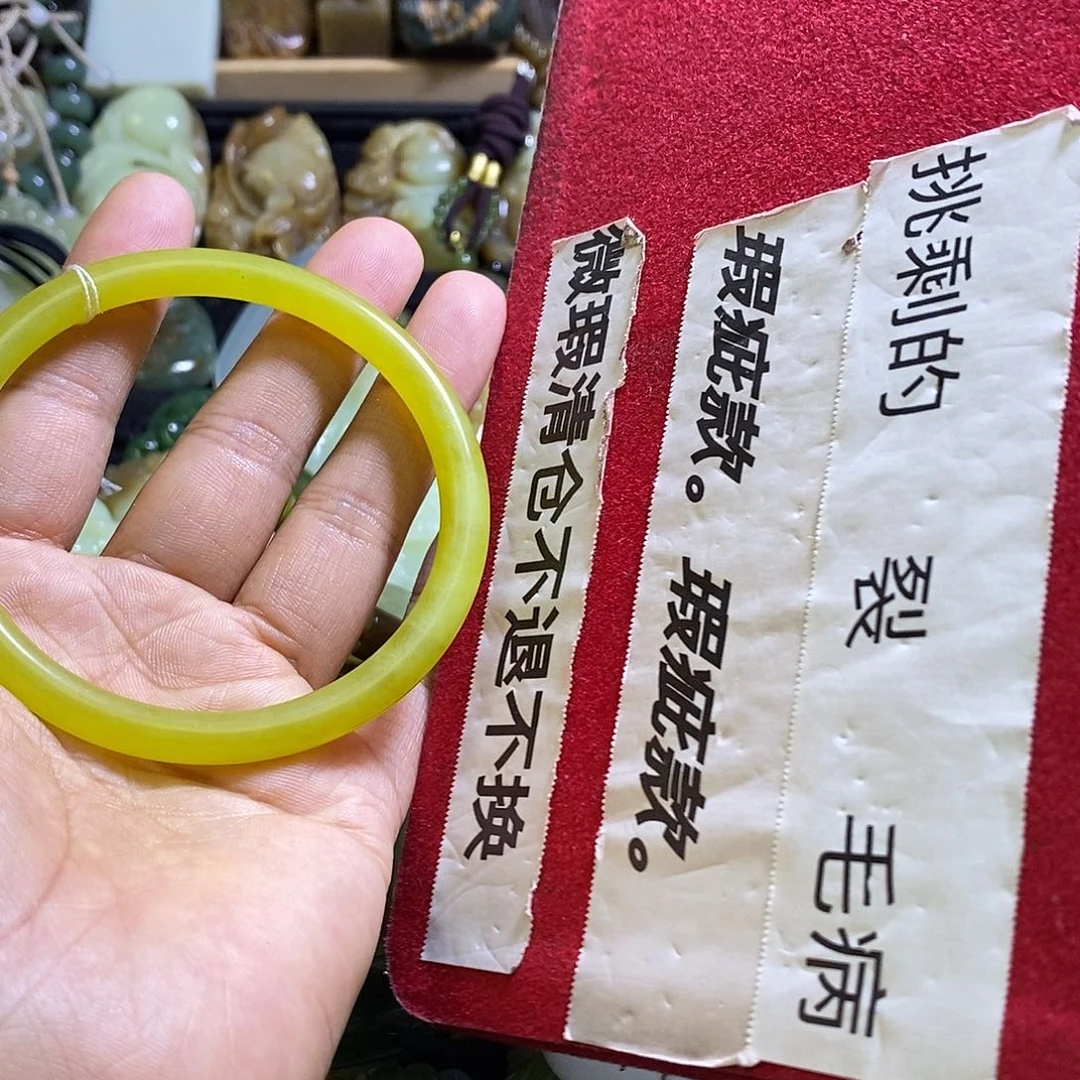 微瑕清仓不退不换
瑕疵款。 瑕疵款。
挑剩的 裂 毛病